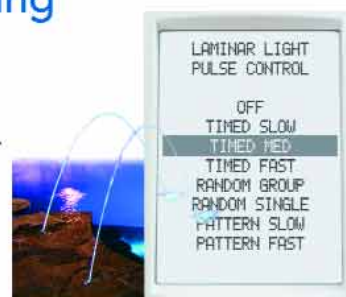 ing
LAMINAR LIGHT
PULSE CONTROL
OFF
TIMED SLOW
TIMED MED
TIMED FAST
RANDOM GROUP
RANDOM SINGLE
PATTERN SLOW
PATTERN FAST